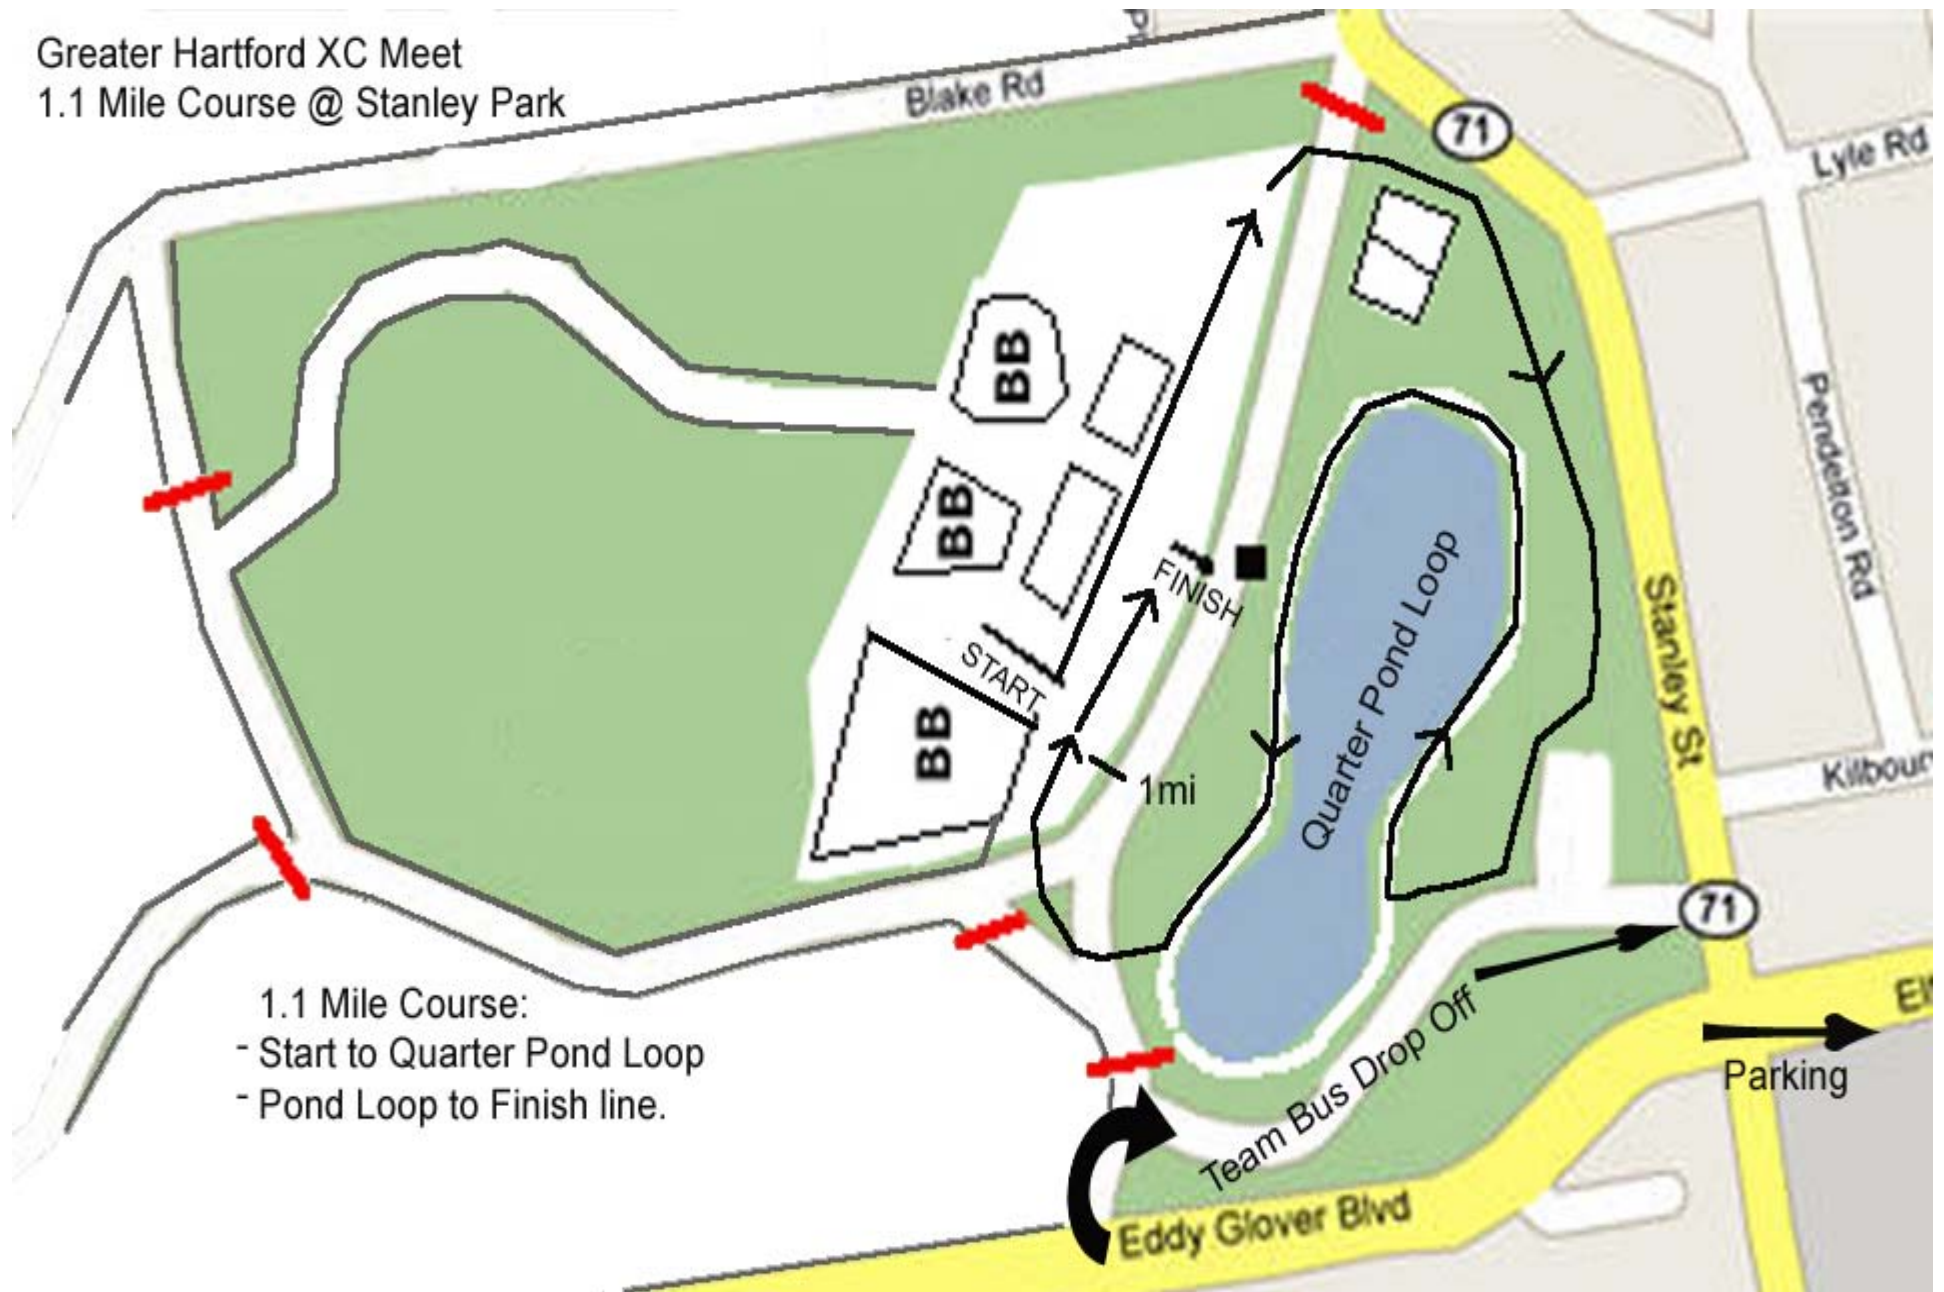 Greater Hartford XC Meet
1.1 Mile Course @ Stanley Park
Blake Rd
71
Lyle Rd
BB
BB
BB
Pendelton Rd
FINISH
START
Quarter Pond Loop
Stanley St
1mi
Kilbour
71
1.1 Mile Course:
- Start to Quarter Pond Loop
- Pond Loop to Finish line.
Team Bus Drop Off
Parking
Eddy Glover Blvd